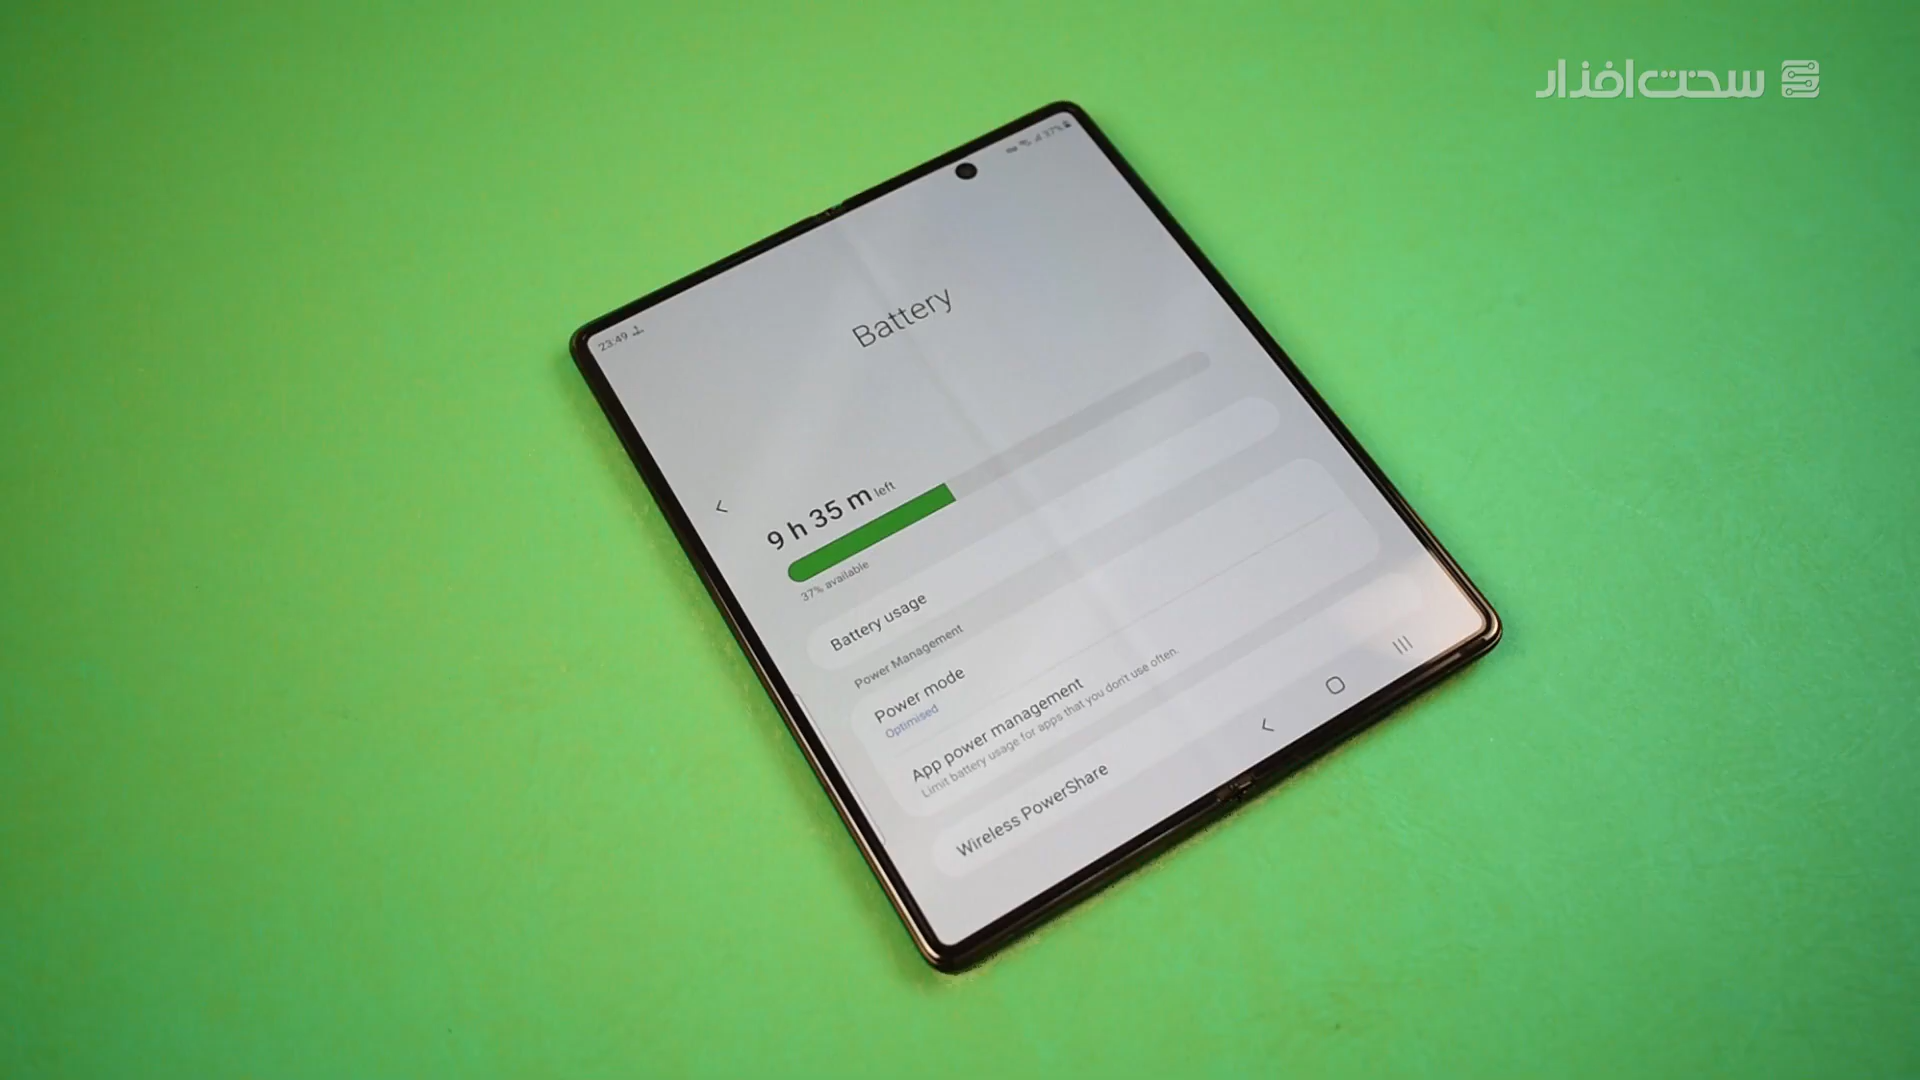 سخت‌افزار
23:49
37%
Battery
9 h 35 m left
37% available
Battery usage
Power Management
Power mode
Optimised
App power management
Limit battery usage for apps that you don't use often.
Wireless PowerShare